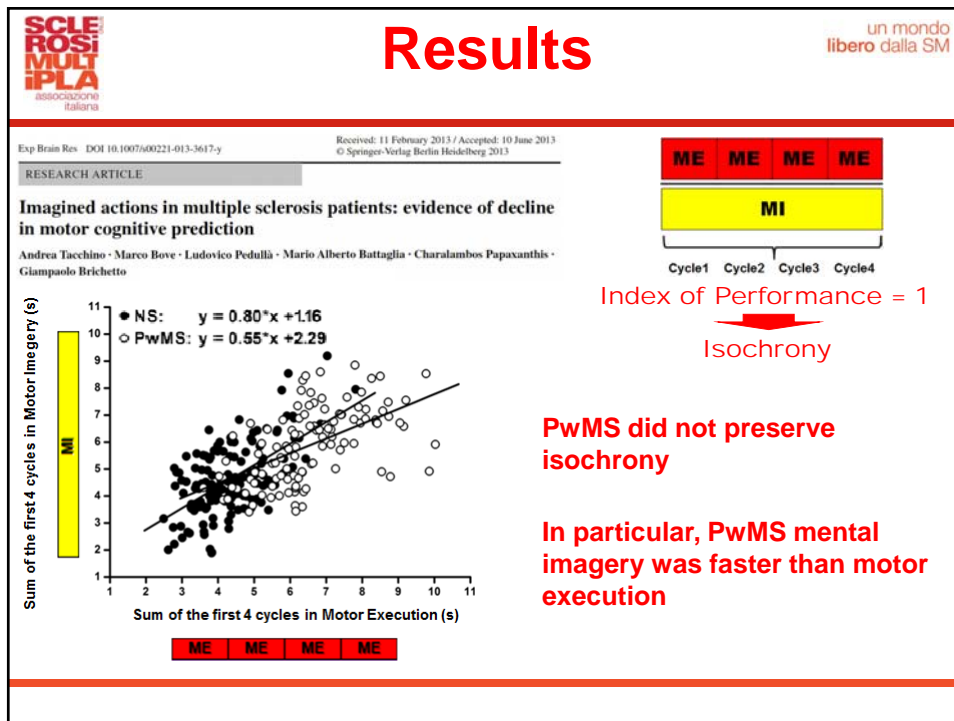 SCLE
ROSi
MULT
iPLA
associazione
italiana
Results
un mondo
libero dalla SM
Exp Brain Res DOI 10.1007/s00221-013-3617-y
Received: 11 February 2013 / Accepted: 10 June 2013
© Springer-Verlag Berlin Heidelberg 2013
RESEARCH ARTICLE
Imagined actions in multiple sclerosis patients: evidence of decline
in motor cognitive prediction
Andrea Tacchino · Marco Bove · Ludovico Pedullà · Mario Alberto Battaglia · Charalambos Papaxanthis ·
Giampaolo Brichetto
ME ME ME ME
MI
Cycle1 Cycle2 Cycle3 Cycle4
Index of Performance = 1
Isochrony
Sum of the first 4 cycles in Motor Imegery (s)
MI
NS: y = 0.80*x +1.16
PwMS: y = 0.55*x +2.29
11
10
9
8
7
6
5
4
3
2
1
1 2 3 4 5 6 7 8 9 10 11
Sum of the first 4 cycles in Motor Execution (s)
ME ME ME ME
PwMS did not preserve
isochrony
In particular, PwMS mental
imagery was faster than motor
execution